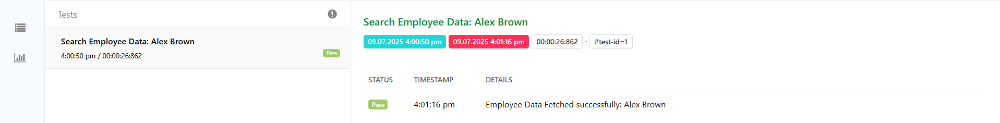 Tests
Search Employee Data: Alex Brown
4:00:50 pm / 00:00:26:862
Pass
Search Employee Data: Alex Brown
09.07.2025 4:00:50 pm 09.07.2025 4:01:16 pm 00:00:26:862 · #test-id=1
STATUS TIMESTAMP DETAILS
Pass 4:01:16 pm Employee Data Fetched successfully: Alex Brown